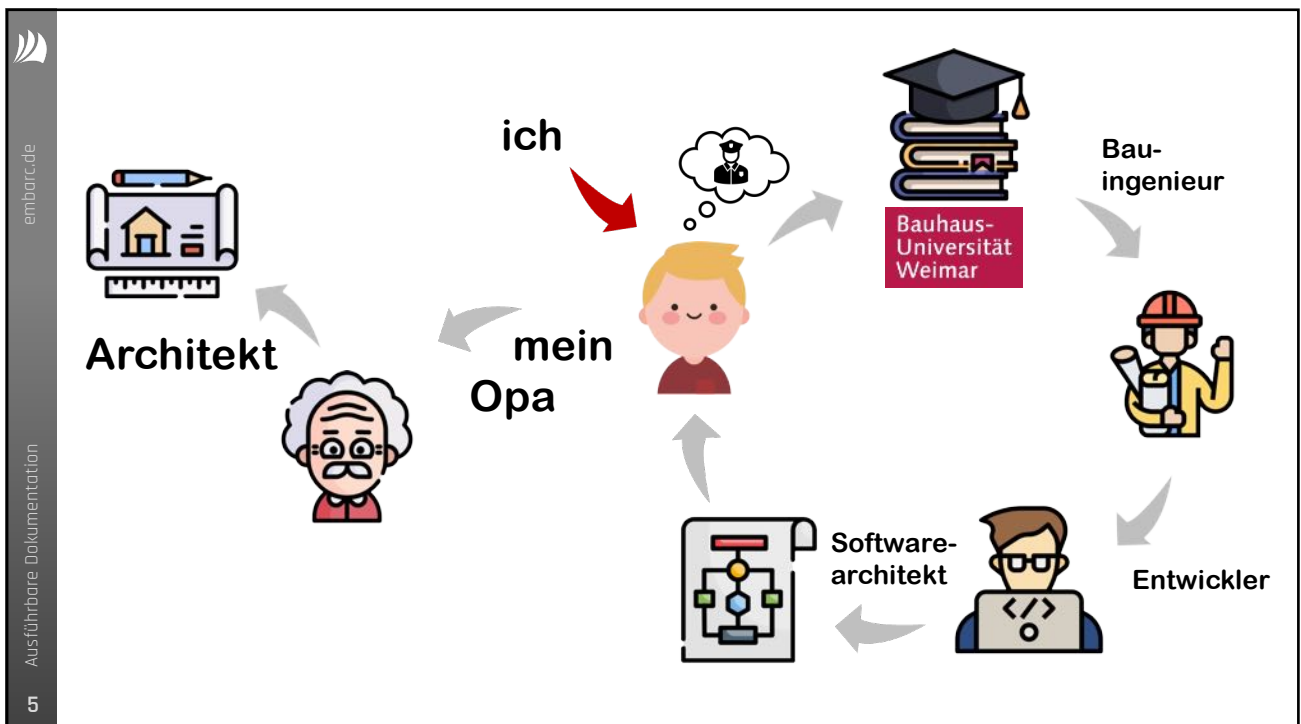 embarc.de
Ausführbare Dokumentation
5
ich
mein
Opa
Architekt
Bauhaus-
Universität
Weimar
Bau-
ingenieur
Entwickler
</>
Software-
architekt